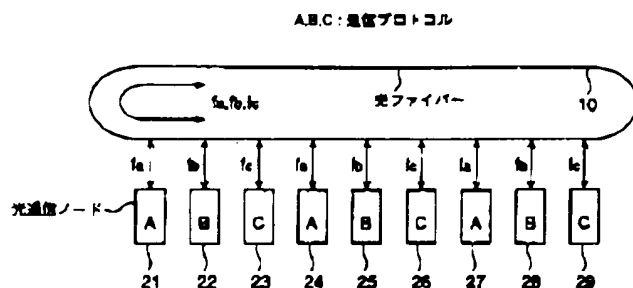 A,B,C：通信プロトコル
fa,fb,fc
光ファイバー
10
fa fb fc fa fb fc fa fb fc
光通信ノード
A B C A B C A B C
21 22 23 24 25 26 27 28 29